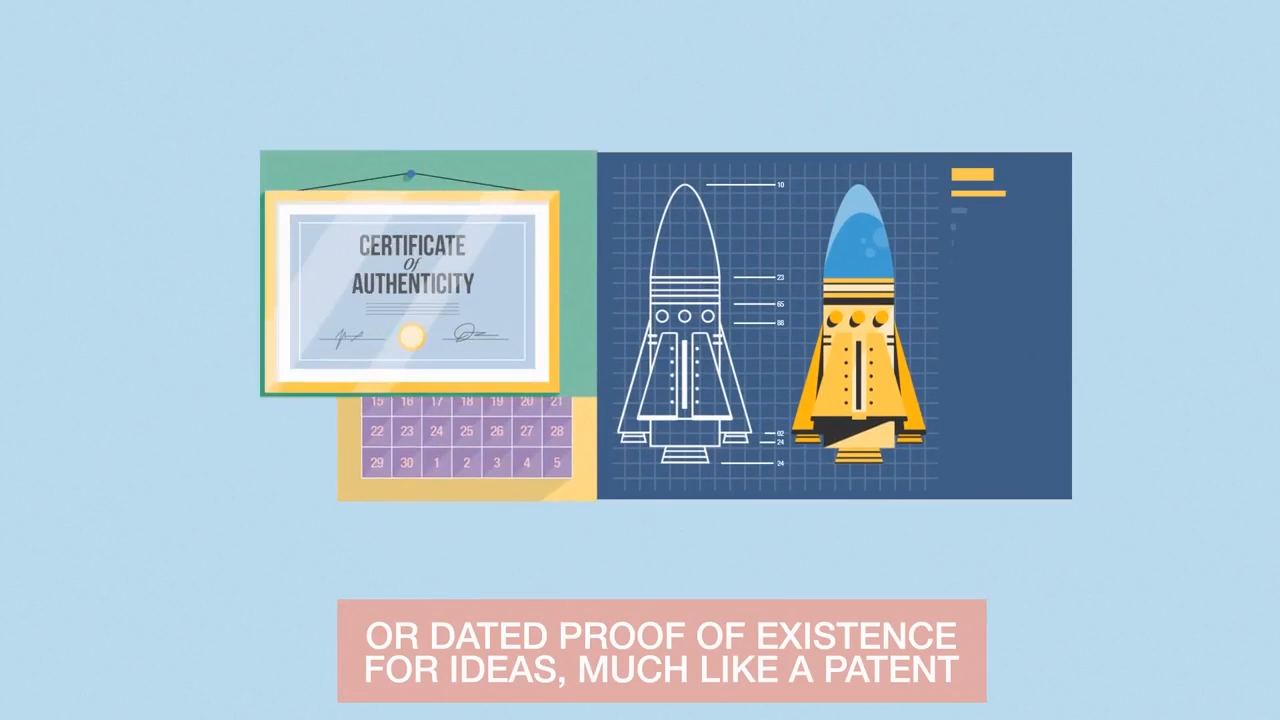 CERTIFICATE
Of
AUTHENTICITY
15 16 17 18 19 20 21
22 23 24 25 26 27 28
29 30 1 2 3 4 5
10
23
65
88
02
24
24
OR DATED PROOF OF EXISTENCE
FOR IDEAS, MUCH LIKE A PATENT